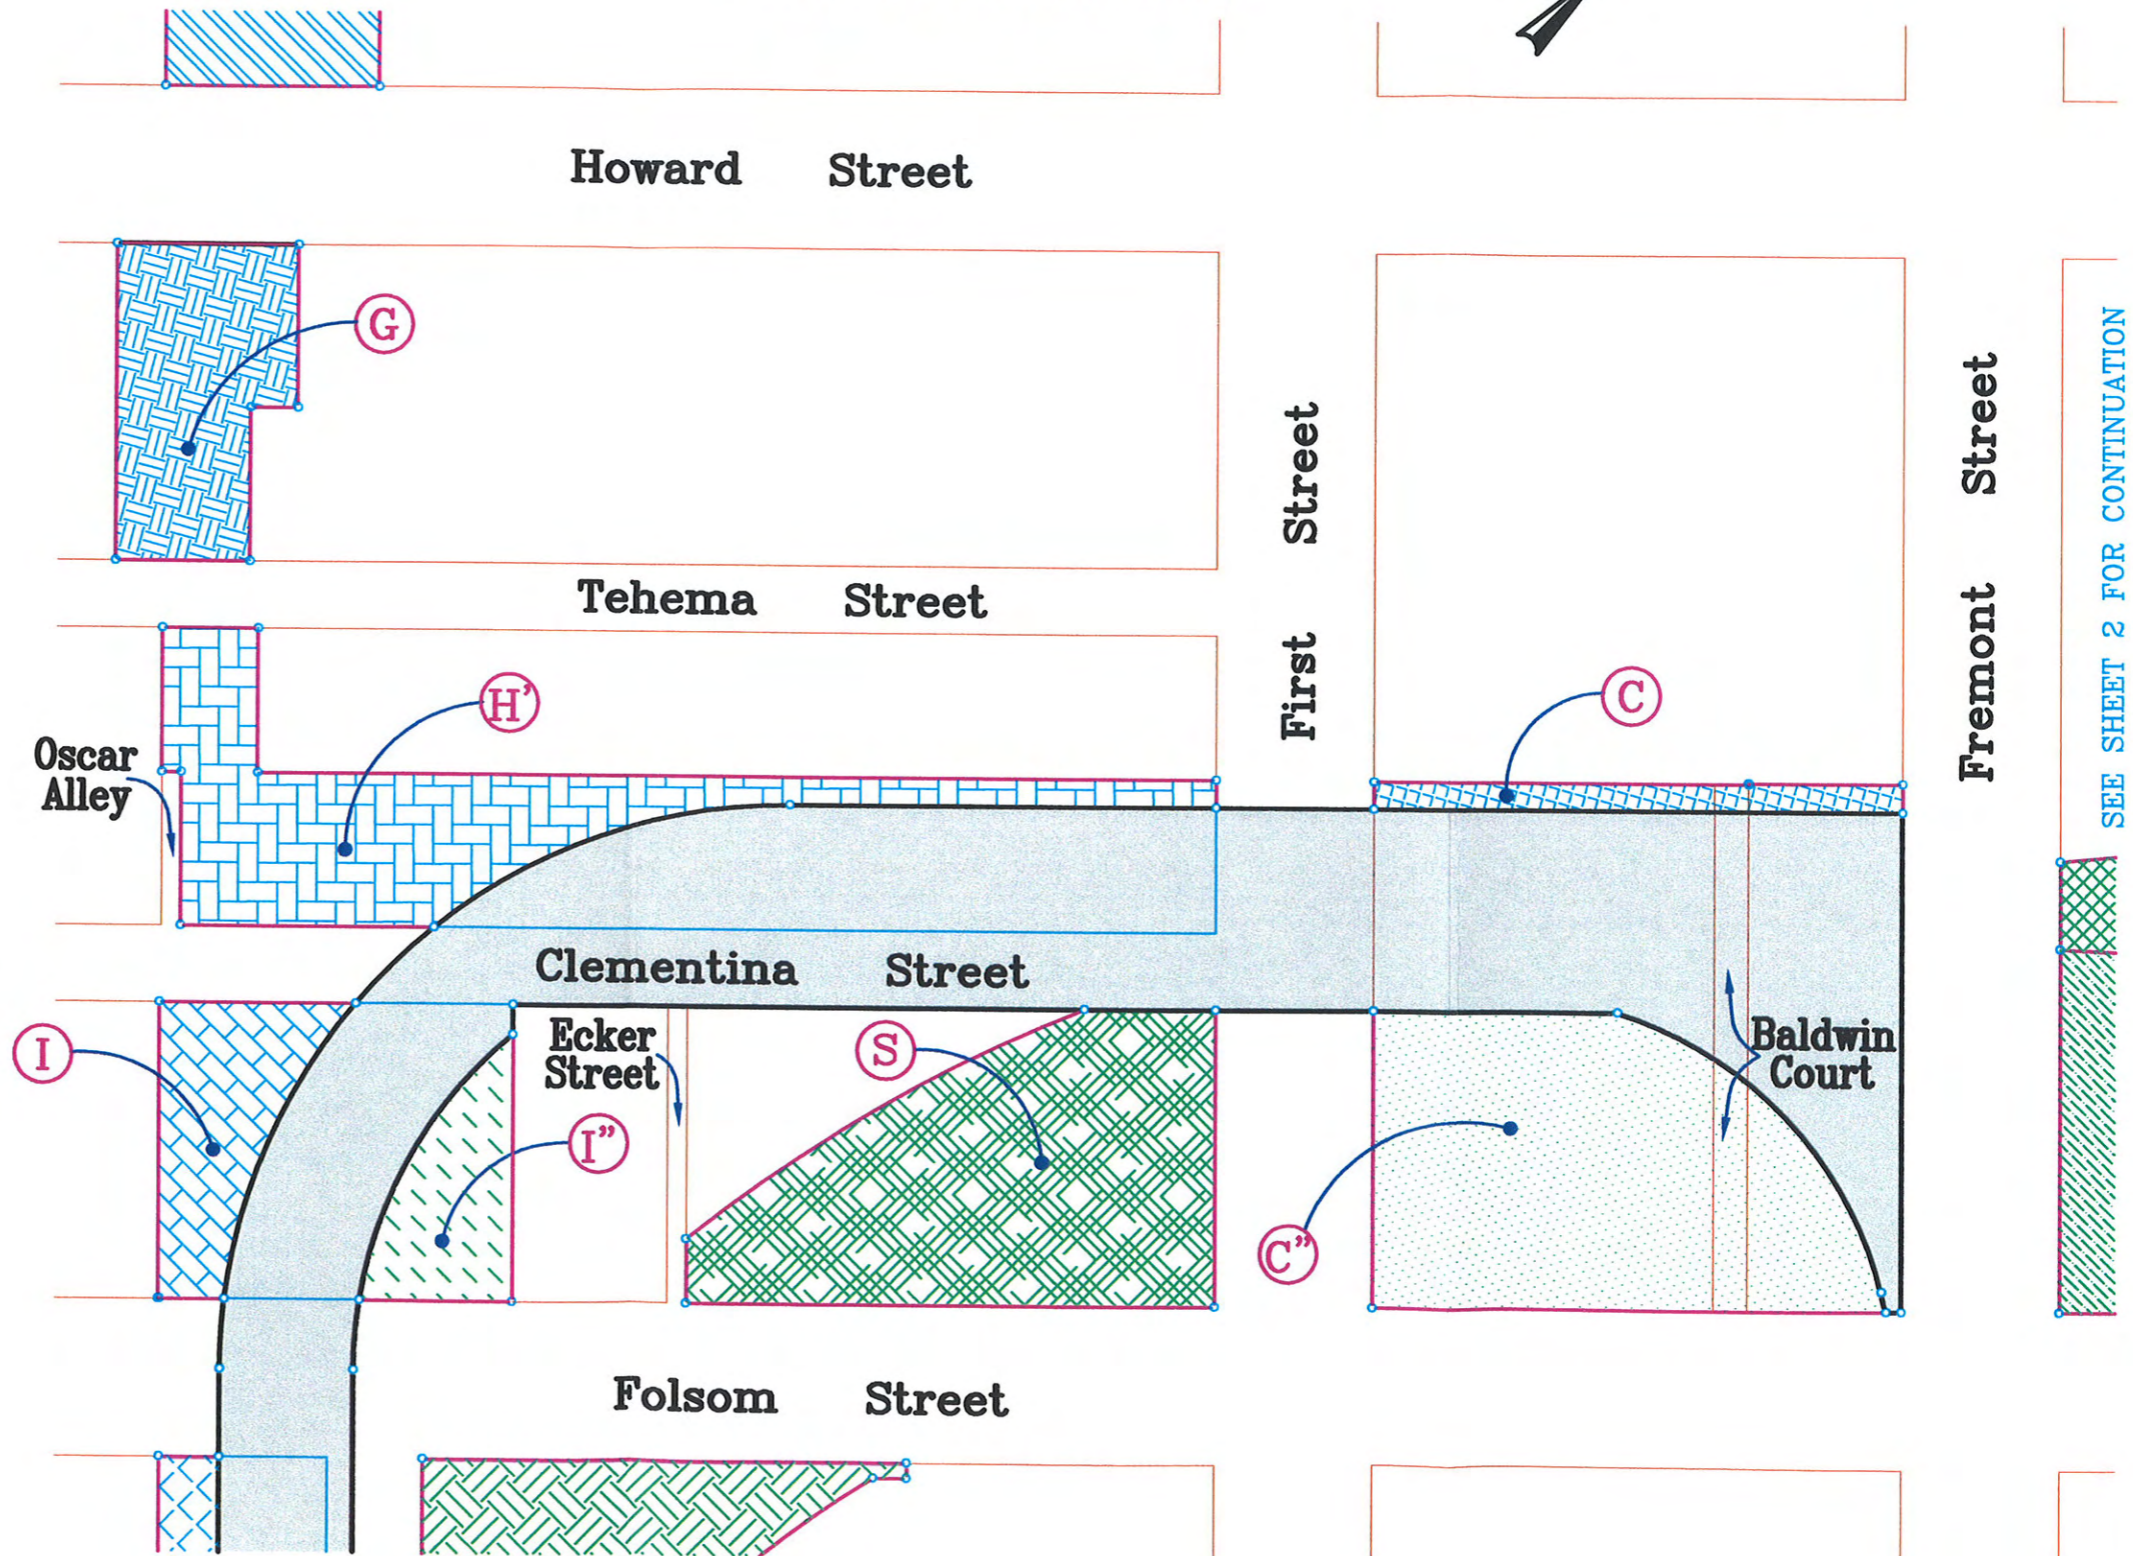 Howard Street
G
Tehema Street
First Street
Fremont Street
SEE SHEET 2 FOR CONTINUATION
H'
C
Oscar
Alley
Clementina Street
I
Ecker
Street
S
Baldwin
Court
I"
C"
Folsom Street